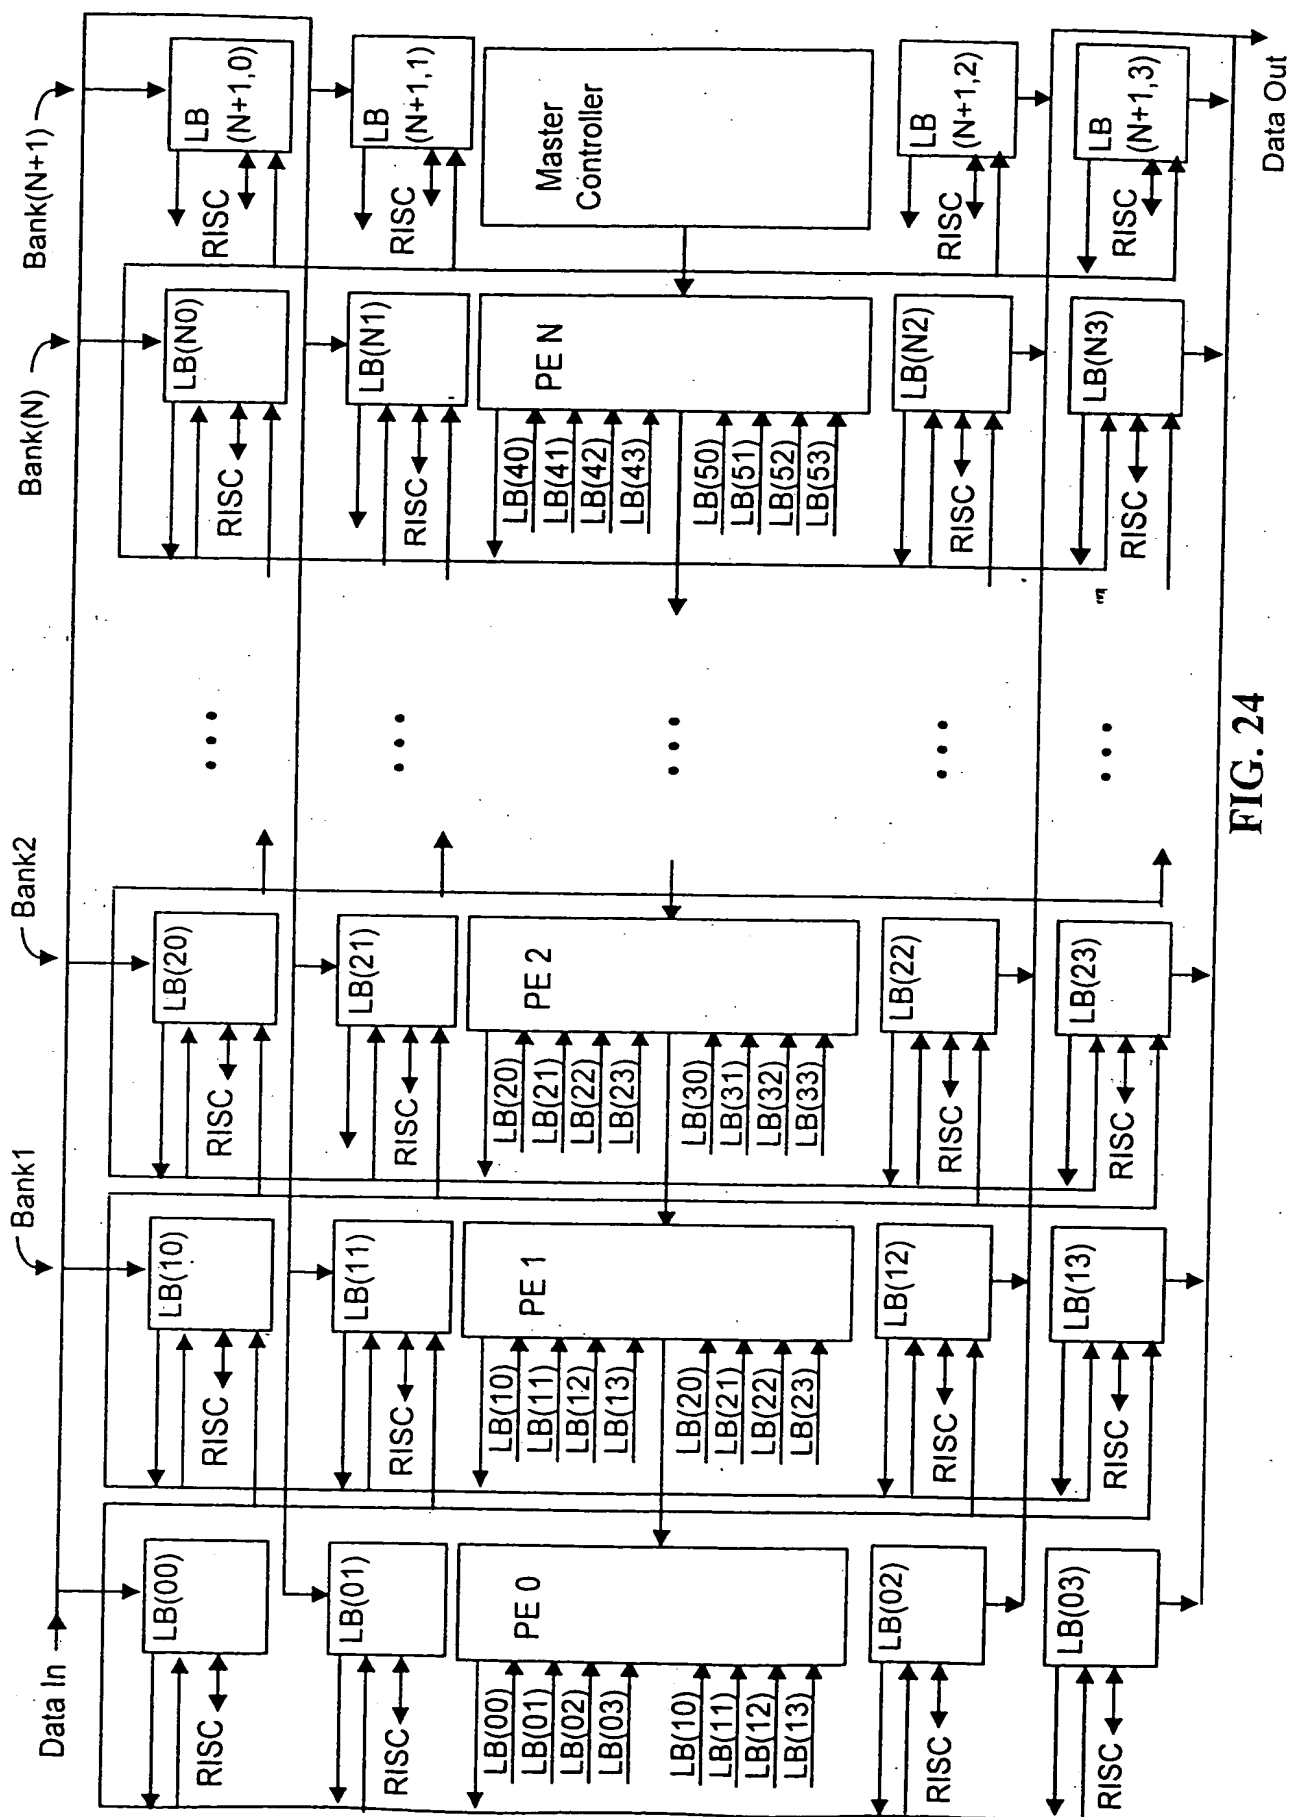 Data In
Bank1
Bank2
Bank(N)
Bank(N+1)
LB(00)
RISC
LB(10)
RISC
LB(20)
RISC
LB(N0)
RISC
LB
(N+1,0)
RISC
LB(01)
RISC
LB(11)
RISC
LB(21)
RISC
LB(N1)
RISC
LB
(N+1,1)
RISC
LB(00)
LB(01)
LB(02)
LB(03)
LB(10)
LB(11)
LB(12)
LB(13)
PE 0
LB(10)
LB(11)
LB(12)
LB(13)
LB(20)
LB(21)
LB(22)
LB(23)
PE 1
LB(20)
LB(21)
LB(22)
LB(23)
LB(30)
LB(31)
LB(32)
LB(33)
PE 2
LB(40)
LB(41)
LB(42)
LB(43)
LB(50)
LB(51)
LB(52)
LB(53)
PE N
Master
Controller
LB(02)
RISC
LB(12)
RISC
LB(22)
RISC
LB(N2)
RISC
LB
(N+1,2)
RISC
LB(03)
RISC
LB(13)
RISC
LB(23)
RISC
LB(N3)
RISC
LB
(N+1,3)
RISC
Data Out
FIG. 24